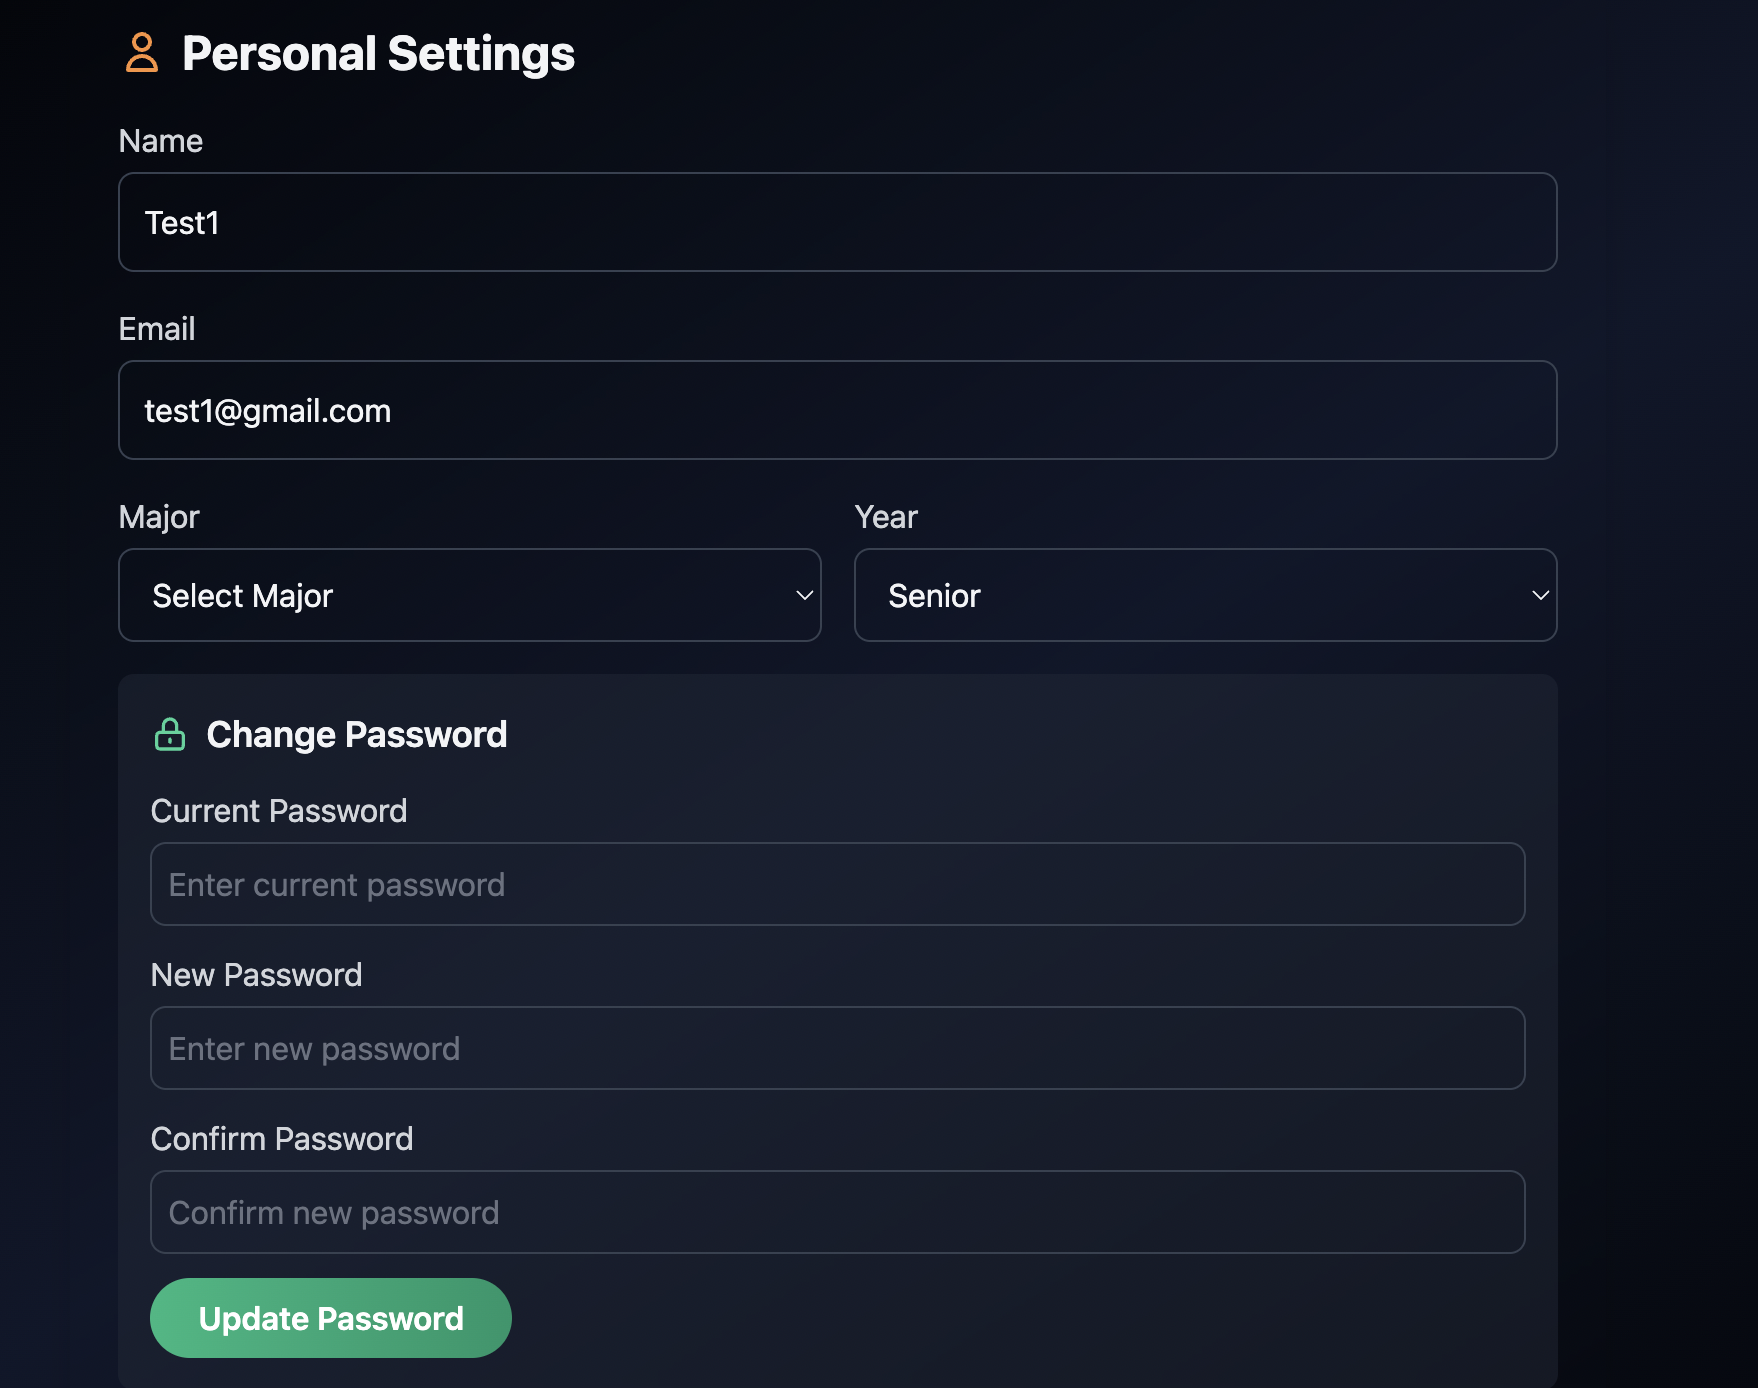 Personal Settings
Name
Test1
Email
test1@gmail.com
Major
Year
Select Major
Senior
Change Password
Current Password
Enter current password
New Password
Enter new password
Confirm Password
Confirm new password
Update Password